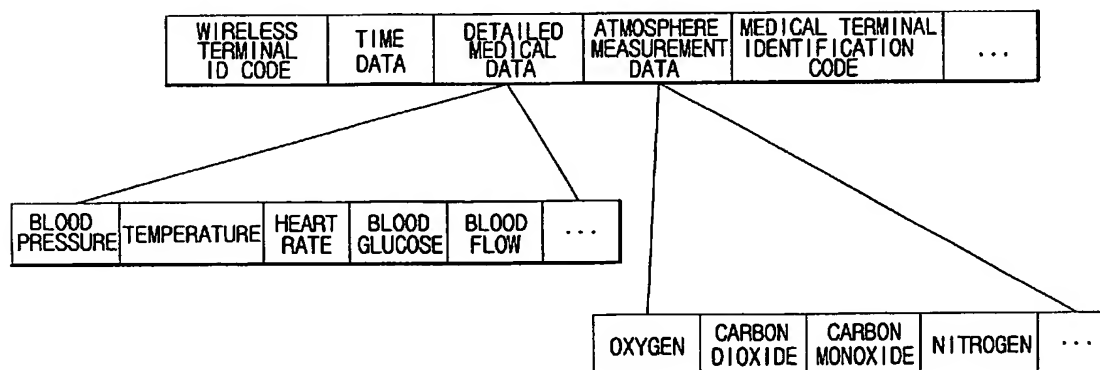 WIRELESS
TERMINAL
ID CODE
TIME
DATA
DETAILED
MEDICAL
DATA
ATMOSPHERE
MEASUREMENT
DATA
MEDICAL TERMINAL
IDENTIFICATION
CODE
...
BLOOD
PRESSURE
TEMPERATURE
HEART
RATE
BLOOD
GLUCOSE
BLOOD
FLOW
...
OXYGEN
CARBON
DIOXIDE
CARBON
MONOXIDE
NITROGEN
...